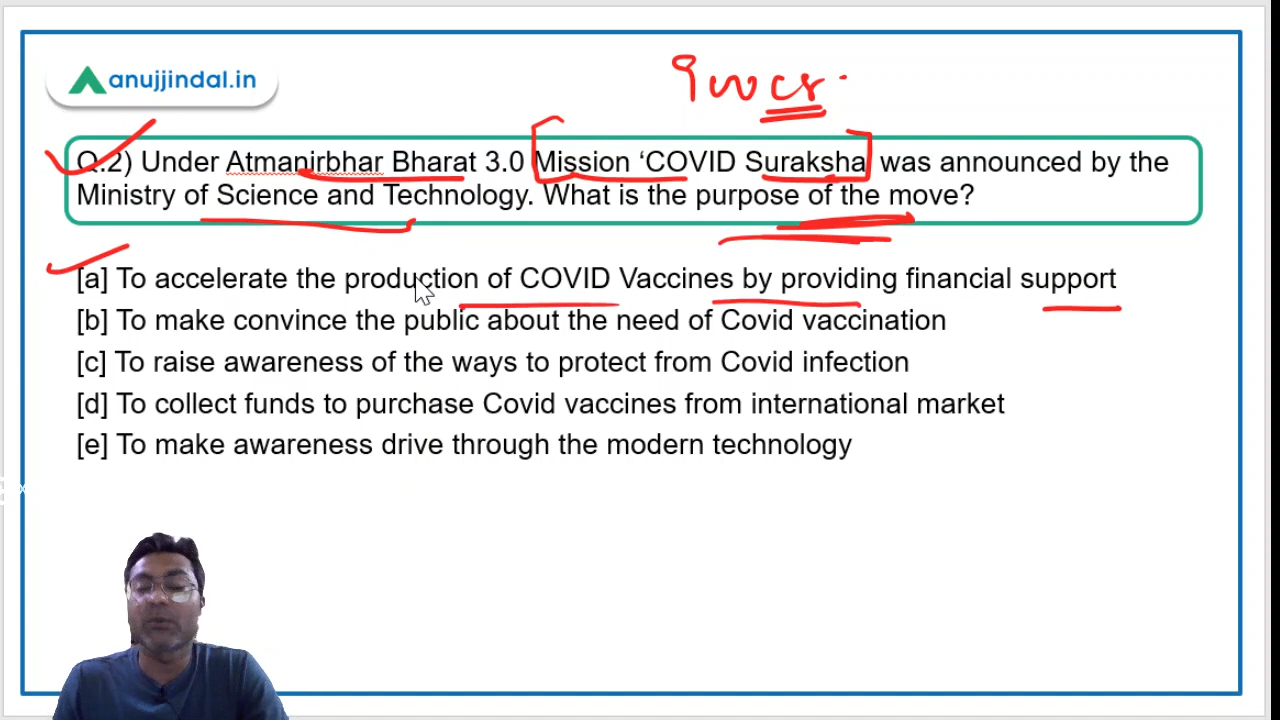 anujjindal.in
900 cr.
Q.2) Under Atmanirbhar Bharat 3.0 Mission ‘COVID Suraksha’ was announced by the
Ministry of Science and Technology. What is the purpose of the move?
[a] To accelerate the production of COVID Vaccines by providing financial support
[b] To make convince the public about the need of Covid vaccination
[c] To raise awareness of the ways to protect from Covid infection
[d] To collect funds to purchase Covid vaccines from international market
[e] To make awareness drive through the modern technology